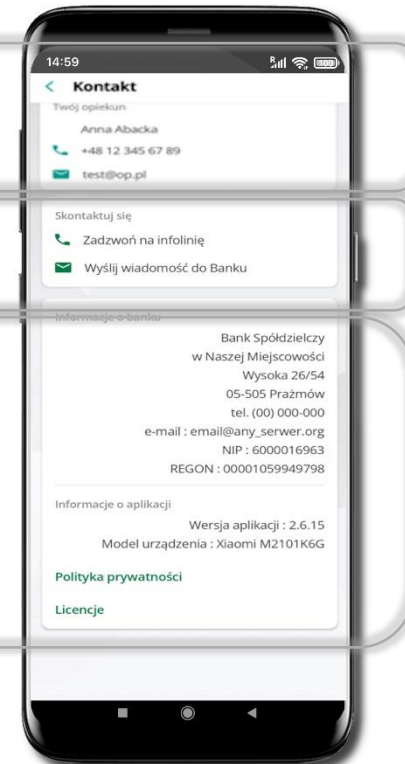 14:59
Kontakt
Twój opiekun
Anna Abacka
+48 12 345 67 89
test@op.pl
Skontaktuj się
Zadzwoń na infolinię
Wyślij wiadomość do Banku
Informacje o banku
Bank Spółdzielczy
w Naszej Miejscowości
Wysoka 26/54
05-505 Prażmów
tel. (00) 000-000
e-mail : email@any_serwer.org
NIP : 6000016963
REGON : 00001059949798
Informacje o aplikacji
Wersja aplikacji : 2.6.15
Model urządzenia : Xiaomi M2101K6G
Polityka prywatności
Licencje